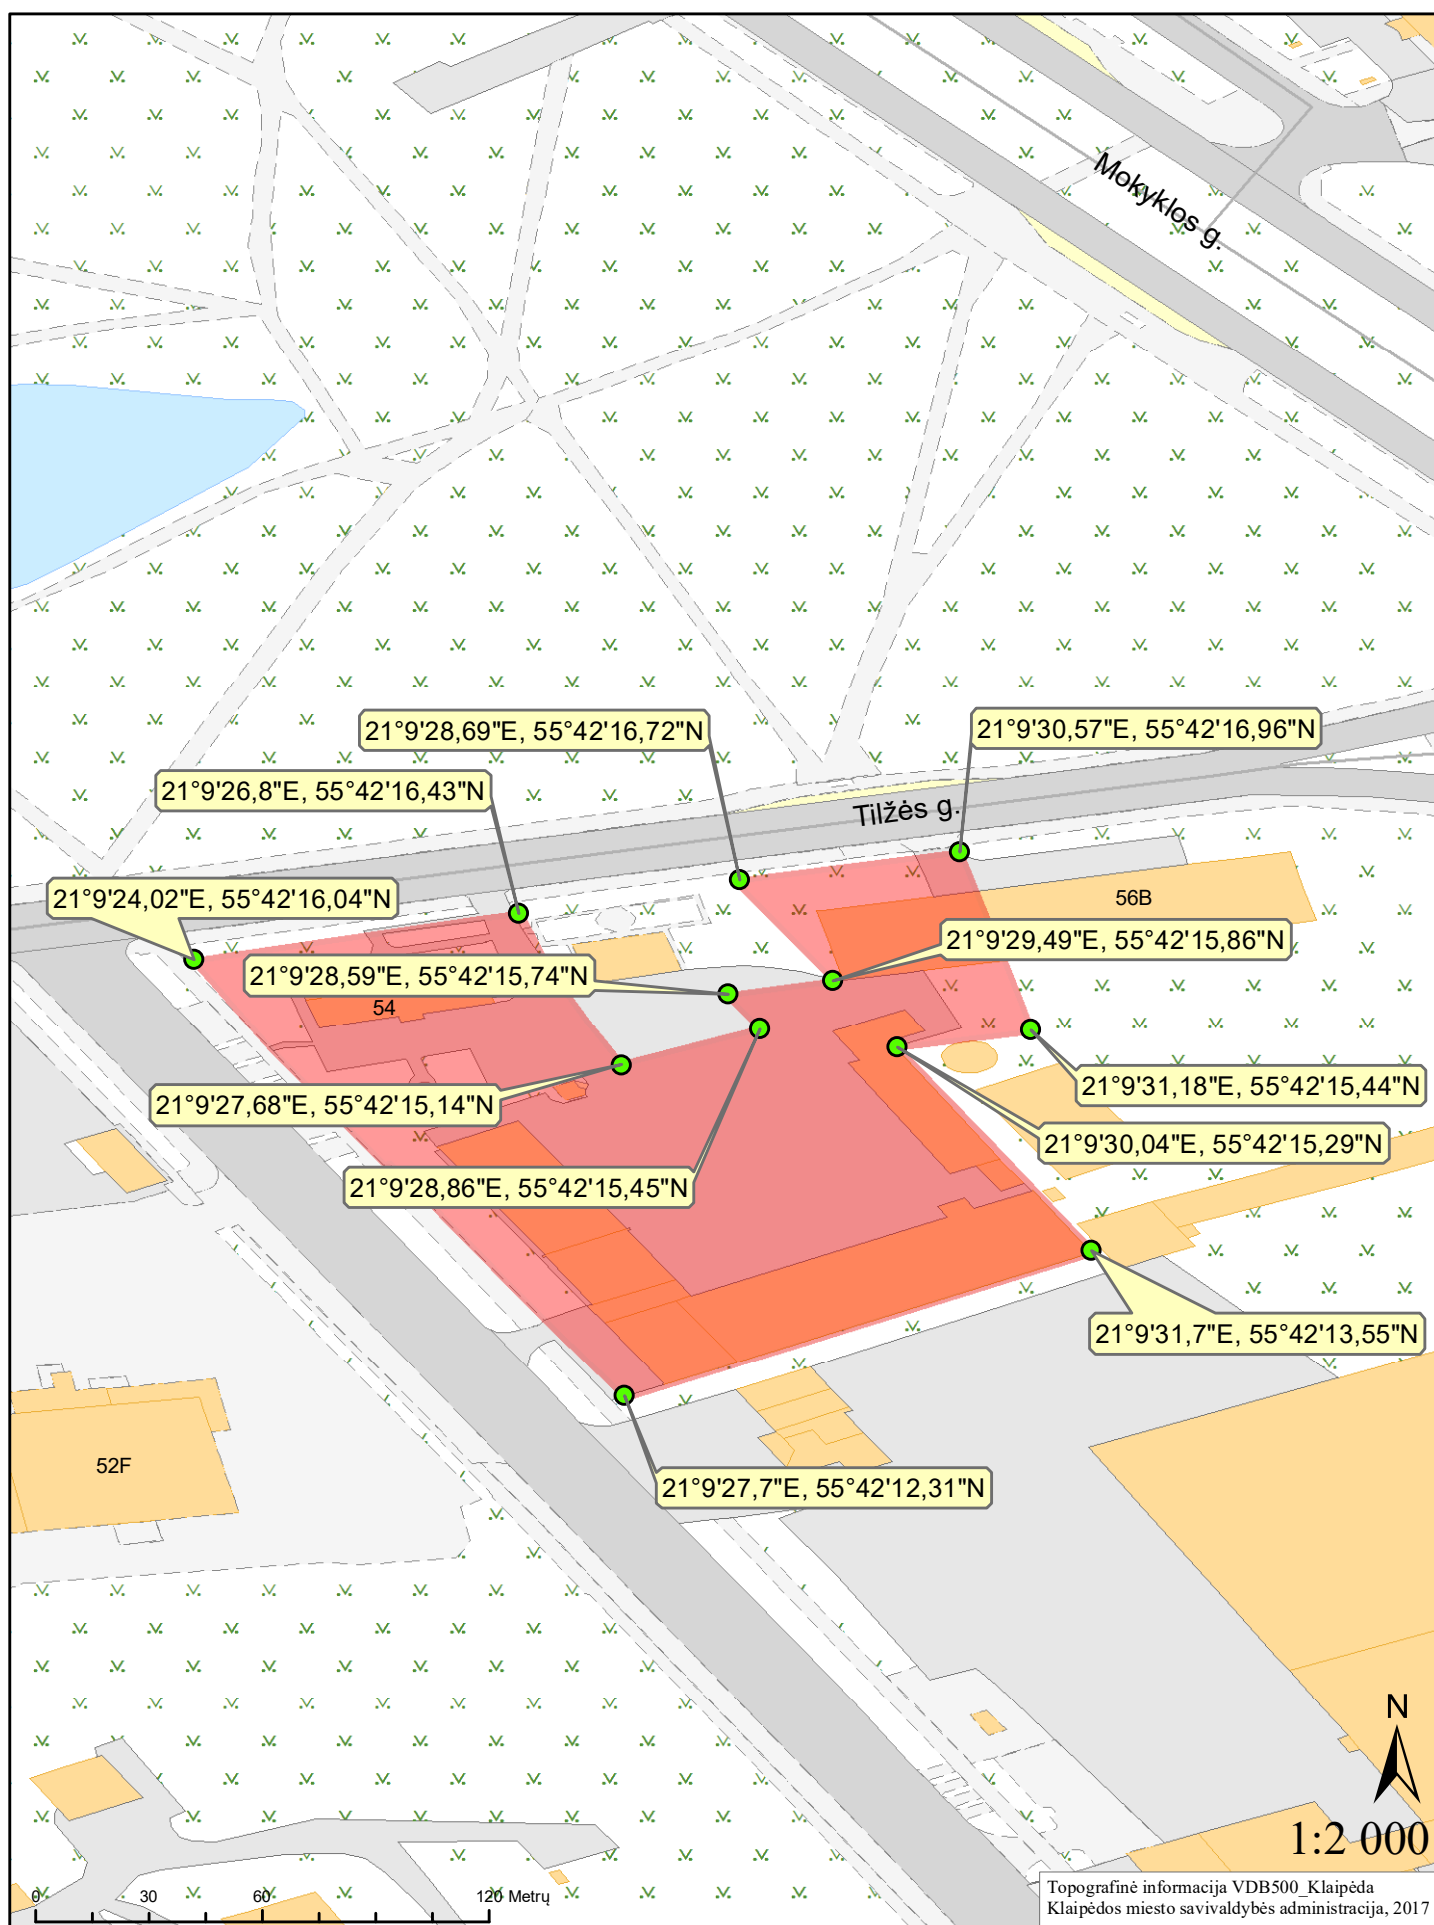 Mokyklos g.
21°9'28,69"E, 55°42'16,72"N
21°9'30,57"E, 55°42'16,96"N
21°9'26,8"E, 55°42'16,43"N
Tilžės g.
21°9'24,02"E, 55°42'16,04"N
56B
21°9'29,49"E, 55°42'15,86"N
21°9'28,59"E, 55°42'15,74"N
54
21°9'31,18"E, 55°42'15,44"N
21°9'27,68"E, 55°42'15,14"N
21°9'30,04"E, 55°42'15,29"N
21°9'28,86"E, 55°42'15,45"N
21°9'31,7"E, 55°42'13,55"N
52F
21°9'27,7"E, 55°42'12,31"N
N
1:2 000
0 30 60 120 Metrų
Topografinė informacija VDB500_Klaipėda
Klaipėdos miesto savivaldybės administracija, 2017